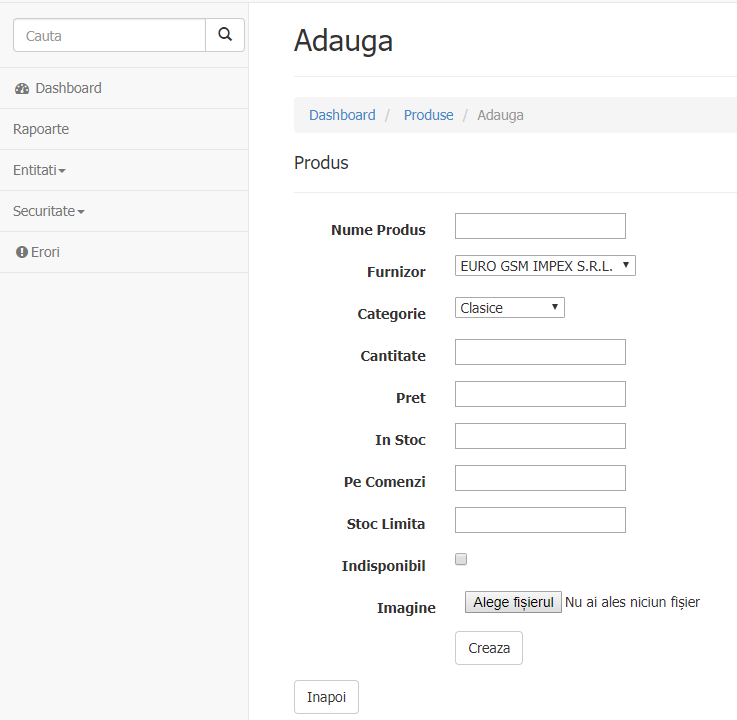 Cauta
Dashboard
Rapoarte
Entitati
Securitate
Erori
Adauga
Dashboard / Produse / Adauga
Produs
Nume Produs
Furnizor EURO GSM IMPEX S.R.L.
Categorie Clasice
Cantitate
Pret
In Stoc
Pe Comenzi
Stoc Limita
Indisponibil
Imagine Alege fișierul Nu ai ales niciun fișier
Creaza
Inapoi